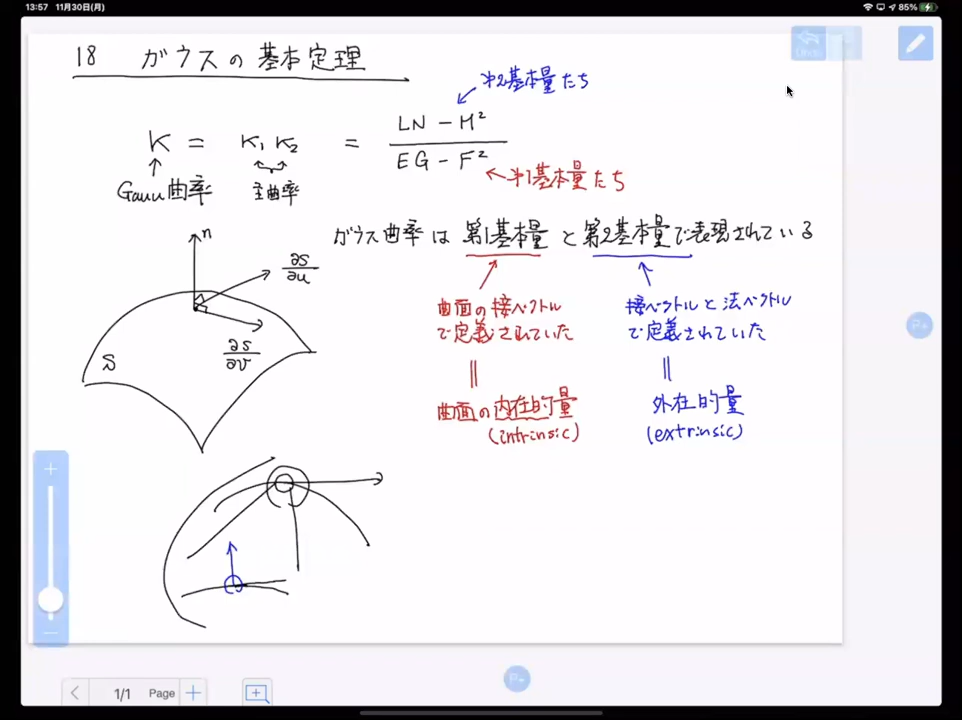 13:57 11月30日(月)
85%
18 ガウスの基本定理
第2基本量たち
K = K₁ K₂ = LN - M² / EG - F²
第1基本量たち
Gauss曲率
主曲率
ガウス曲率は第1基本量と第2基本量で表現されている
n
∂S/∂u
∂S/∂v
S
曲面の接ベクトル
で定義されていた
||
曲面の内在的量
(intrinsic)
接ベクトルと法ベクトル
で定義されていた
||
外在的量
(extrinsic)
Undo
P+
P+
1/1 Page